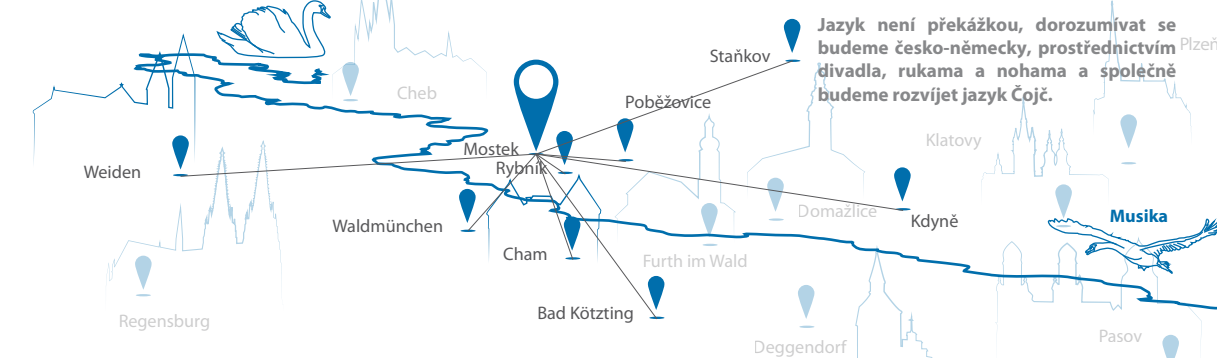 Jazyk není překážkou, dorozumívat se
budeme česko-německy, prostřednictvím
divadla, rukama a nohama a společně
budeme rozvíjet jazyk Čojč.
Plzeň
Staňkov
Cheb
Poběžovice
Klatovy
Mostek
Rybník
Weiden
Domažlice
Musika
Kdyně
Waldmünchen
Cham
Furth im Wald
Bad Kötzting
Regensburg
Pasov
Deggendorf